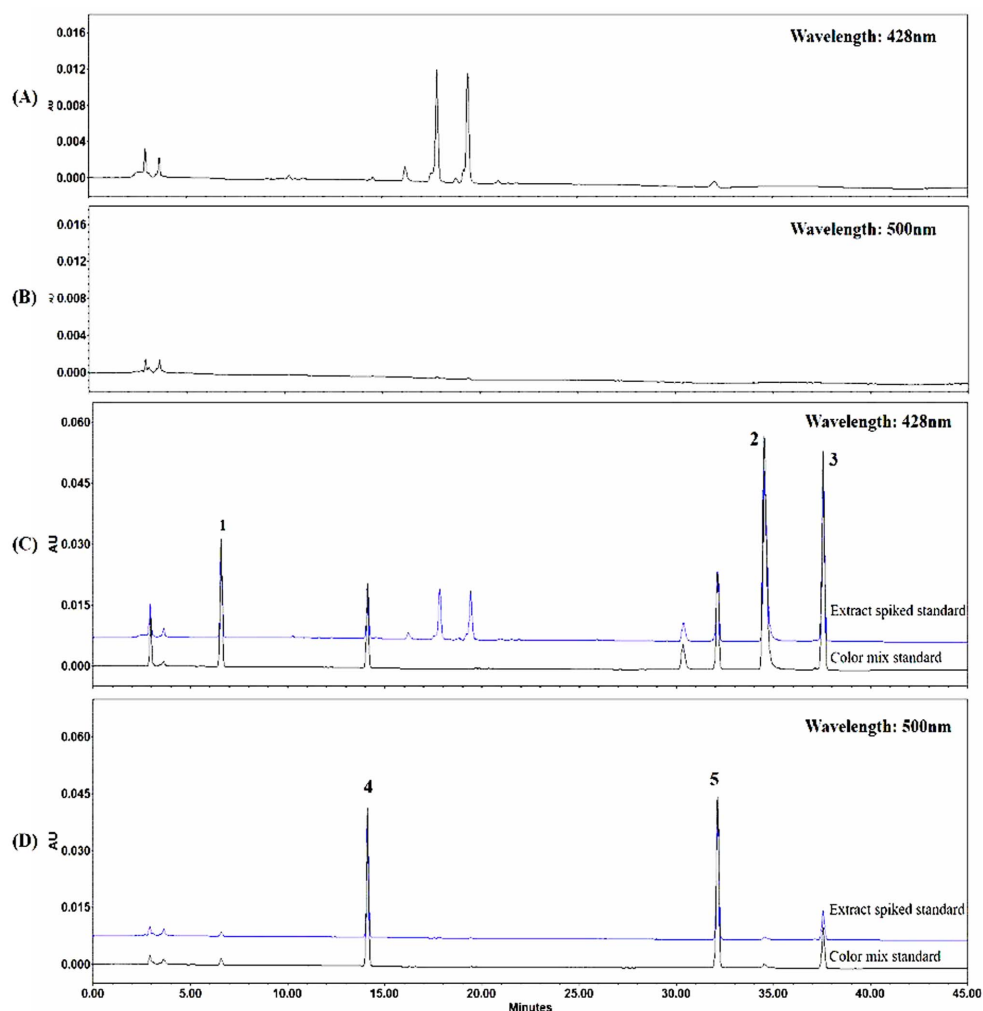 Wavelength: 428nm
(A)
AU
0.016
0.012
0.008
0.004
0.000
Wavelength: 500nm
(B)
AU
0.016
0.012
0.008
0.004
0.000
Wavelength: 428nm
(C)
AU
0.060
0.045
0.030
0.015
0.000
1
2
3
Extract spiked standard
Color mix standard
Wavelength: 500nm
(D)
AU
0.060
0.045
0.030
0.015
0.000
4
5
Extract spiked standard
Color mix standard
0.00 5.00 10.00 15.00 20.00 25.00 30.00 35.00 40.00 45.00
Minutes